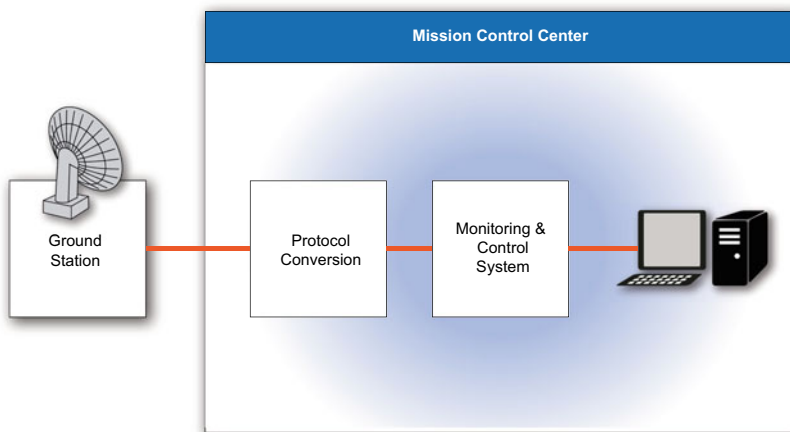 Mission Control Center
Ground
Station
Protocol
Conversion
Monitoring &
Control
System